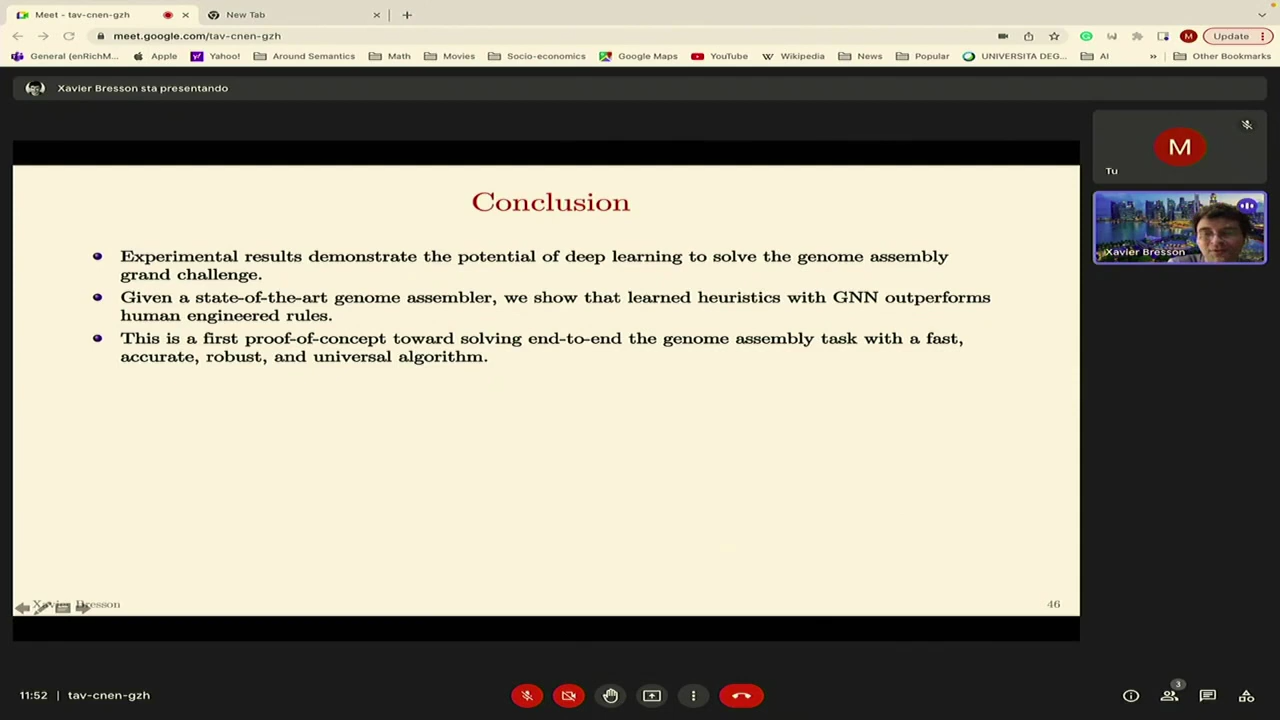 Meet - tav-cnen-gzh
New Tab
meet.google.com/tav-cnen-gzh
M
Update
General (enRichM...
Apple
Yahoo!
Around Semantics
Math
Movies
Socio-economics
Google Maps
YouTube
Wikipedia
News
Popular
UNIVERSITA DEG...
AI
»
Other Bookmarks
Xavier Bresson sta presentando
M
Tu
Xavier Bresson
Conclusion
Experimental results demonstrate the potential of deep learning to solve the genome assembly
grand challenge.
Given a state-of-the-art genome assembler, we show that learned heuristics with GNN outperforms
human engineered rules.
This is a first proof-of-concept toward solving end-to-end the genome assembly task with a fast,
accurate, robust, and universal algorithm.
Xavier Bresson
46
11:52 | tav-cnen-gzh
3